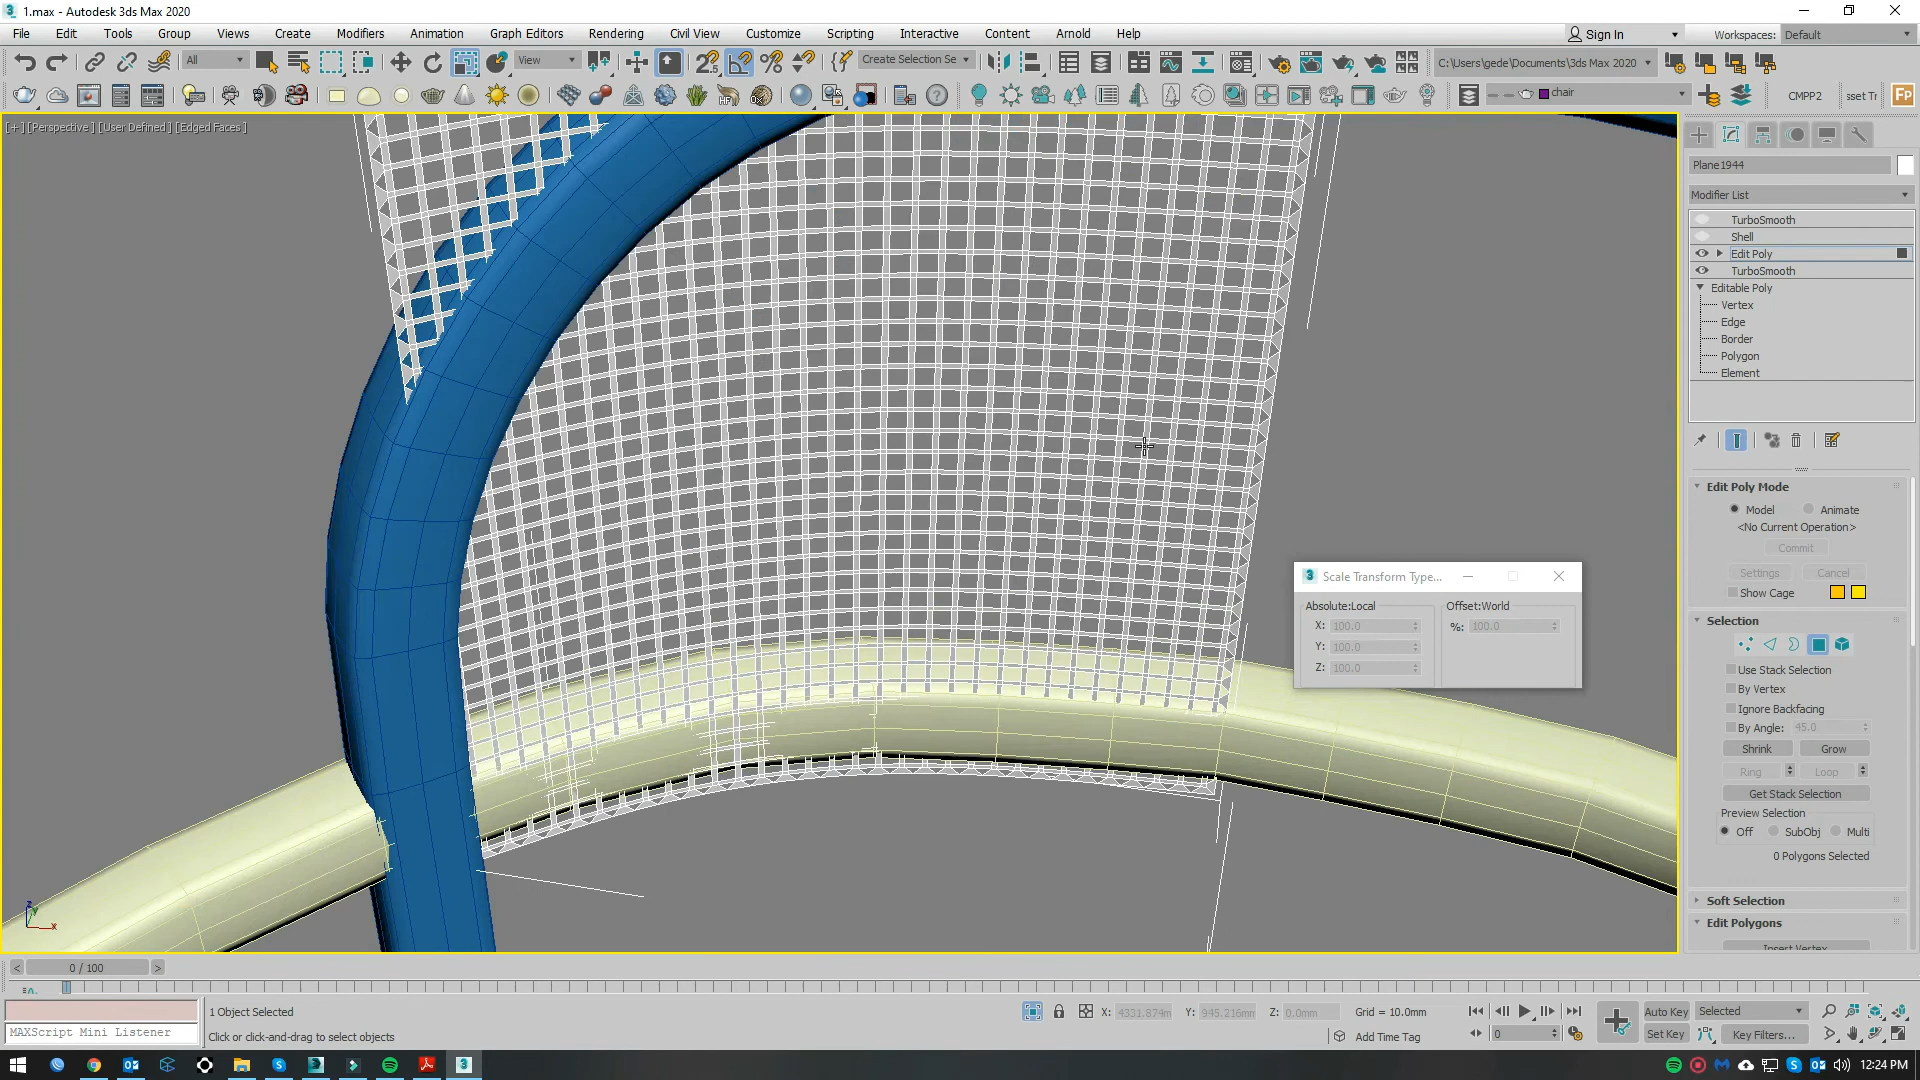 1.max - Autodesk 3ds Max 2020
File Edit Tools Group Views Create Modifiers Animation Graph Editors Rendering Civil View Customize Scripting Interactive Content Arnold Help
Sign In
Workspaces: Default
All
View
Create Selection Se
C:\Users\gede\Documents\3ds Max 2020
chair
CMPP2
sset Tr
Fp
[+] [Perspective] [User Defined] [Edged Faces]
Plane1944
Modifier List
TurboSmooth
Shell
Edit Poly
TurboSmooth
Editable Poly
Vertex
Edge
Border
Polygon
Element
Edit Poly Mode
Model Animate
<No Current Operation>
Commit
Settings Cancel
Show Cage
Selection
Use Stack Selection
By Vertex
Ignore Backfacing
By Angle: 45.0
Shrink Grow
Ring Loop
Get Stack Selection
Preview Selection
Off SubObj Multi
0 Polygons Selected
Soft Selection
Edit Polygons
Insert Vertex
Scale Transform Type...
Absolute:Local Offset:World
X: 100.0 %: 100.0
Y: 100.0
Z: 100.0
z
x
0 / 100
1 Object Selected
X: 4331.874m Y: 945.216mm Z: 0.0mm Grid = 10.0mm
Auto Key Selected
MAXScript Mini Listener
Click or click-and-drag to select objects
Add Time Tag
0
Set Key Key Filters...
12:24 PM